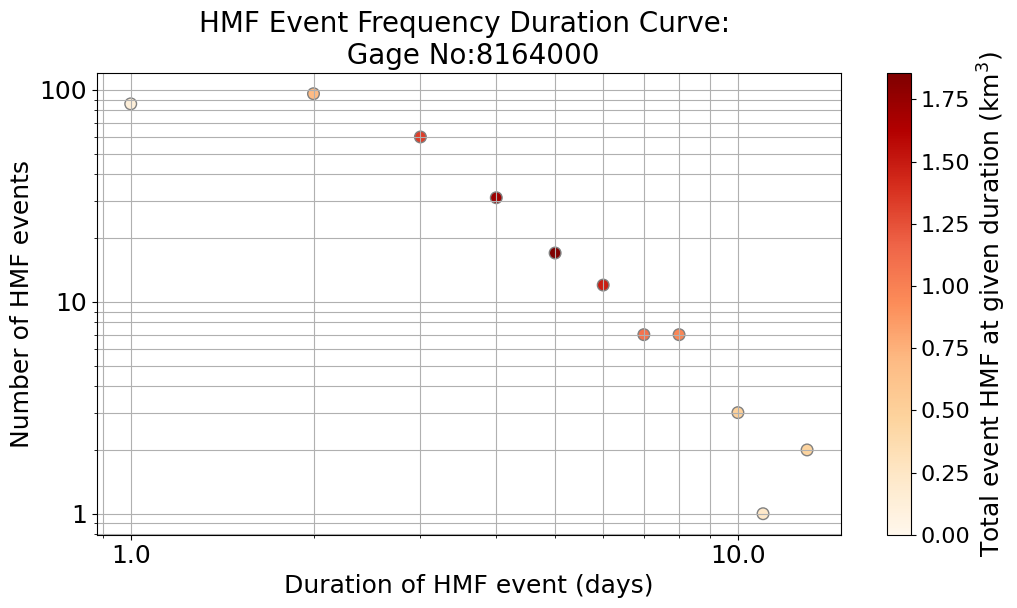 HMF Event Frequency Duration Curve:
Gage No:8164000
Number of HMF events
100
10
1
1.0
10.0
Duration of HMF event (days)
1.75
1.50
1.25
1.00
0.75
0.50
0.25
0.00
Total event HMF at given duration (km³)